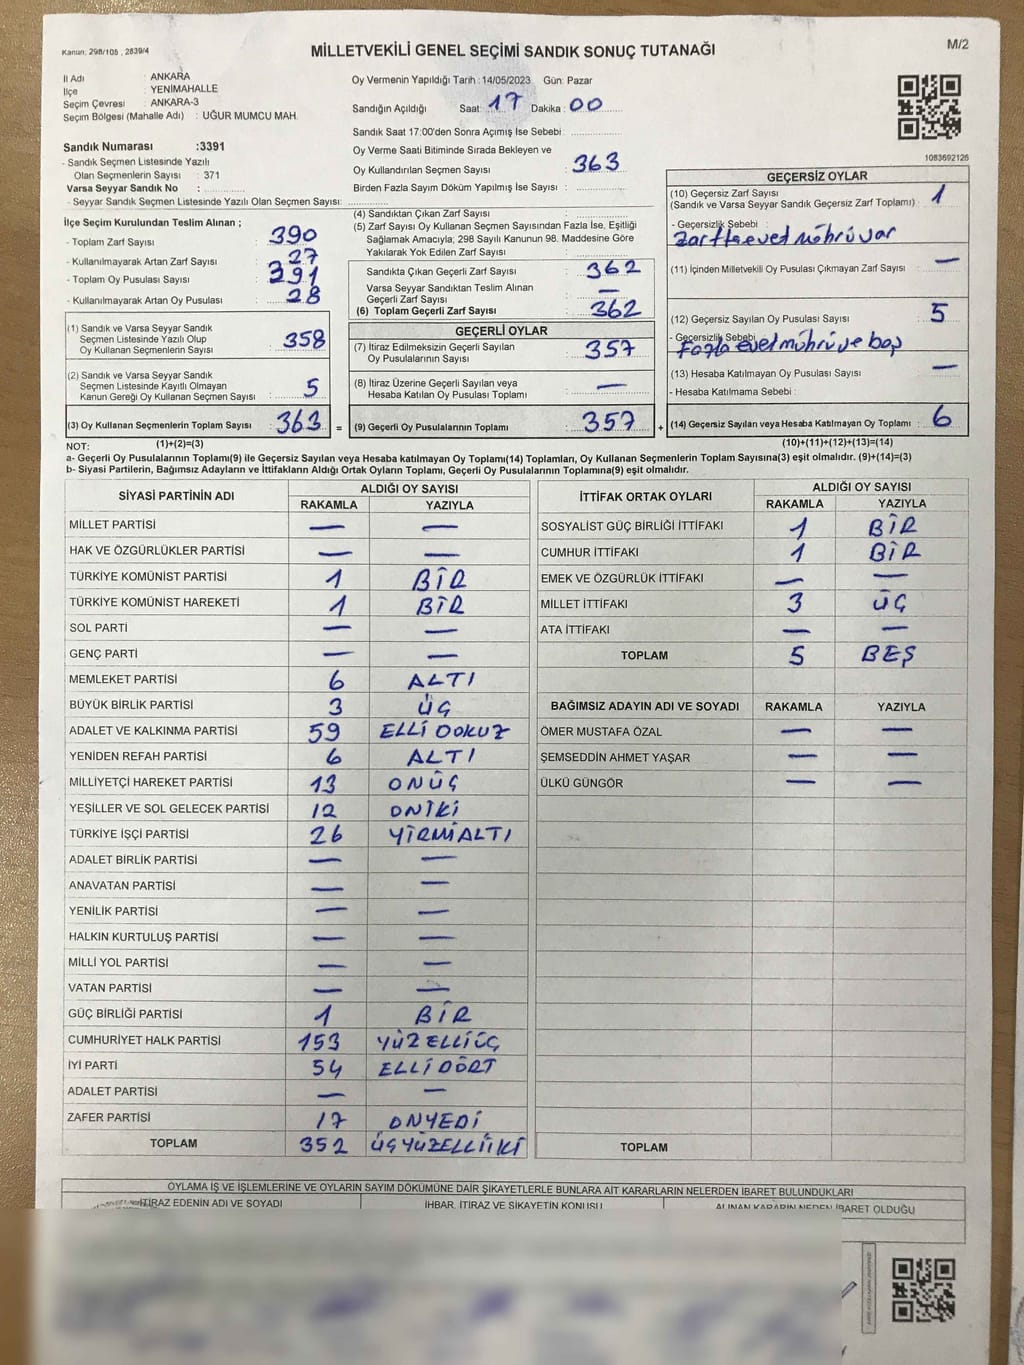 Kanun: 298/105 , 2839/4
MİLLETVEKİLİ GENEL SEÇİMİ SANDIK SONUÇ TUTANAĞI
M/2
İl Adı : ANKARA
İlçe : YENİMAHALLE
Seçim Çevresi : ANKARA-3
Seçim Bölgesi (Mahalle Adı) : UĞUR MUMCU MAH.
Sandık Numarası :3391
- Sandık Seçmen Listesinde Yazılı
Olan Seçmenlerin Sayısı : 371
Varsa Seyyar Sandık No :
- Seyyar Sandık Seçmen Listesinde Yazılı Olan Seçmen Sayısı:
Oy Vermenin Yapıldığı Tarih : 14/05/2023 Gün: Pazar
Sandığın Açıldığı Saat: 17 Dakika : 00
Sandık Saat 17:00'den Sonra Açımış İse Sebebi :
Oy Verme Saati Bitiminde Sırada Bekleyen ve
Oy Kullandırılan Seçmen Sayısı : 363
Birden Fazla Sayım Döküm Yapılmış İse Sayısı :
1083692126
İlçe Seçim Kurulundan Teslim Alınan ;
- Toplam Zarf Sayısı : 390
- Kullanılmayarak Artan Zarf Sayısı : 27
- Toplam Oy Pusulası Sayısı : 391
- Kullanılmayarak Artan Oy Pusulası : 28
(1) Sandık ve Varsa Seyyar Sandık
Seçmen Listesinde Yazılı Olup
Oy Kullanan Seçmenlerin Sayısı : 358
(2) Sandık ve Varsa Seyyar Sandık
Seçmen Listesinde Kayıtlı Olmayan
Kanun Gereği Oy Kullanan Seçmen Sayısı : 5
(3) Oy Kullanan Seçmenlerin Toplam Sayısı : 363 =
(4) Sandıktan Çıkan Zarf Sayısı :
(5) Zarf Sayısı Oy Kullanan Seçmen Sayısından Fazla İse, Eşitliği
Sağlamak Amacıyla; 298 Sayılı Kanunun 98. Maddesine Göre
Yakılarak Yok Edilen Zarf Sayısı :
Sandıkta Çıkan Geçerli Zarf Sayısı : 362
Varsa Seyyar Sandıktan Teslim Alınan
Geçerli Zarf Sayısı : —
(6) Toplam Geçerli Zarf Sayısı : 362
GEÇERLİ OYLAR
(7) İtiraz Edilmeksizin Geçerli Sayılan
Oy Pusulalarının Sayısı : 357
(8) İtiraz Üzerine Geçerli Sayılan veya
Hesaba Katılan Oy Pusulası Toplamı : —
(9) Geçerli Oy Pusulalarının Toplamı : 357 +
GEÇERSİZ OYLAR
(10) Geçersiz Zarf Sayısı : 1
(Sandık ve Varsa Seyyar Sandık Geçersiz Zarf Toplamı)
- Geçersizlik Sebebi :
Zarfta evet mührü var
(11) İçinden Milletvekili Oy Pusulası Çıkmayan Zarf Sayısı : —
(12) Geçersiz Sayılan Oy Pusulası Sayısı : 5
- Geçersizlik Sebebi
Fazla evet mührü ve boş
(13) Hesaba Katılmayan Oy Pusulası Sayısı : —
- Hesaba Katılmama Sebebi :
(14) Geçersiz Sayılan veya Hesaba Katılmayan Oy Toplamı : 6
NOT: (1)+(2)=(3) (10)+(11)+(12)+(13)=(14)
a- Geçerli Oy Pusulalarının Toplamı(9) ile Geçersiz Sayılan veya Hesaba katılmayan Oy Toplamı(14) Toplamları, Oy Kullanan Seçmenlerin Toplam Sayısına(3) eşit olmalıdır. (9)+(14)=(3)
b- Siyasi Partilerin, Bağımsız Adayların ve İttifakların Aldığı Ortak Oyların Toplamı, Geçerli Oy Pusulalarının Toplamına(9) eşit olmalıdır.
SİYASİ PARTİNİN ADI ALDIĞI OY SAYISI
RAKAMLA YAZIYLA
MİLLET PARTİSİ — —
HAK VE ÖZGÜRLÜKLER PARTİSİ — —
TÜRKİYE KOMÜNİST PARTİSİ 1 BİR
TÜRKİYE KOMÜNİST HAREKETİ 1 BİR
SOL PARTİ — —
GENÇ PARTİ — —
MEMLEKET PARTİSİ 6 ALTI
BÜYÜK BİRLİK PARTİSİ 3 ÜÇ
ADALET VE KALKINMA PARTİSİ 59 ELLİ DOKUZ
YENİDEN REFAH PARTİSİ 6 ALTI
MİLLİYETÇİ HAREKET PARTİSİ 13 ONÜÇ
YEŞİLLER VE SOL GELECEK PARTİSİ 12 ONİKİ
TÜRKİYE İŞÇİ PARTİSİ 26 YİRMİALTI
ADALET BİRLİK PARTİSİ — —
ANAVATAN PARTİSİ — —
YENİLİK PARTİSİ — —
HALKIN KURTULUŞ PARTİSİ — —
MİLLİ YOL PARTİSİ — —
VATAN PARTİSİ — —
GÜÇ BİRLİĞİ PARTİSİ 1 BİR
CUMHURİYET HALK PARTİSİ 153 YÜZELLİÜÇ
İYİ PARTİ 54 ELLİDÖRT
ADALET PARTİSİ — —
ZAFER PARTİSİ 17 ONYEDİ
TOPLAM 352 ÜÇYÜZELLİİKİ
İTTİFAK ORTAK OYLARI ALDIĞI OY SAYISI
RAKAMLA YAZIYLA
SOSYALİST GÜÇ BİRLİĞİ İTTİFAKI 1 BİR
CUMHUR İTTİFAKI 1 BİR
EMEK VE ÖZGÜRLÜK İTTİFAKI — —
MİLLET İTTİFAKI 3 ÜÇ
ATA İTTİFAKI — —
TOPLAM 5 BEŞ
BAĞIMSIZ ADAYIN ADI VE SOYADI RAKAMLA YAZIYLA
ÖMER MUSTAFA ÖZAL — —
ŞEMSEDDİN AHMET YAŞAR — —
ÜLKÜ GÜNGÖR — —
TOPLAM
OYLAMA İŞ VE İŞLEMLERİNE VE OYLARIN SAYIM DÖKÜMÜNE DAİR ŞİKAYETLERLE BUNLARA AİT KARARLARIN NELERDEN İBARET BULUNDUKLARI
İTİRAZ EDENİN ADI VE SOYADI İHBAR, İTİRAZ VE ŞİKAYETİN KONUSU ALINAN KARARIN NEDEN İBARET OLDUĞU